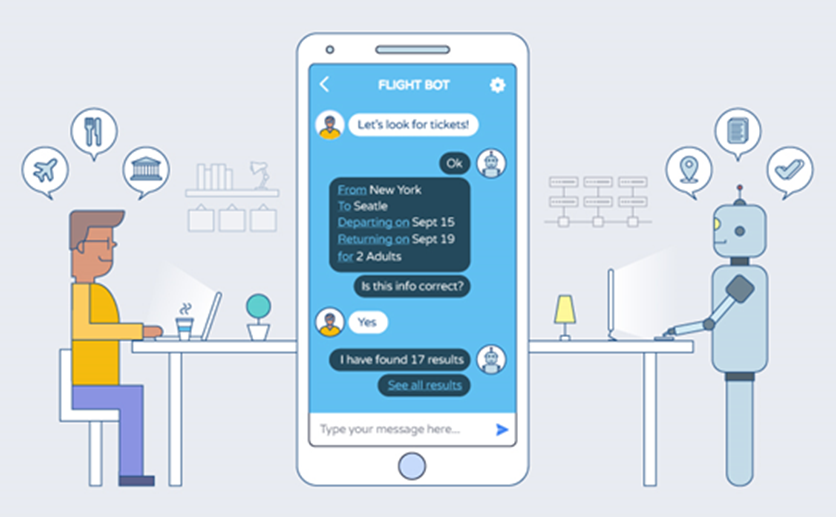 FLIGHT BOT
Let's look for tickets!
Ok
From New York
To Seatle
Departing on Sept 15
Returning on Sept 19
for 2 Adults
Is this info correct?
Yes
I have found 17 results
See all results
Type your message here...